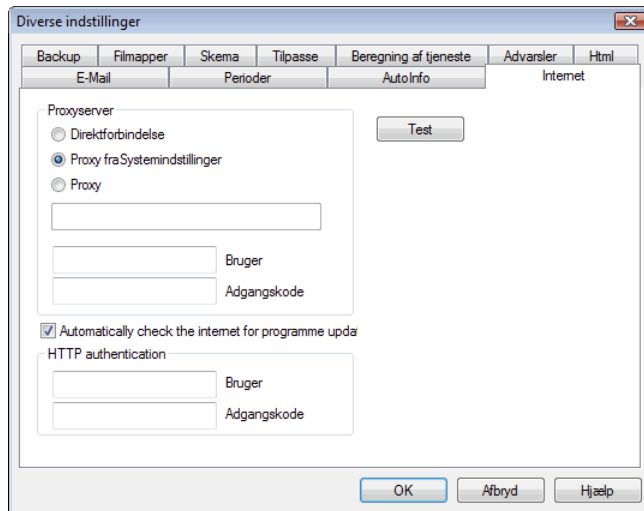 Diverse indstillinger
Backup Filmapper Skema Tilpasse Beregning af tjeneste Advarsler Html
E-Mail Perioder AutoInfo Internet
Proxyserver
Direktforbindelse
Test
Proxy fraSystemindstillinger
Proxy
Bruger
Adgangskode
Automatically check the internet for programme upda
HTTP authentication
Bruger
Adgangskode
OK Afbryd Hjælp